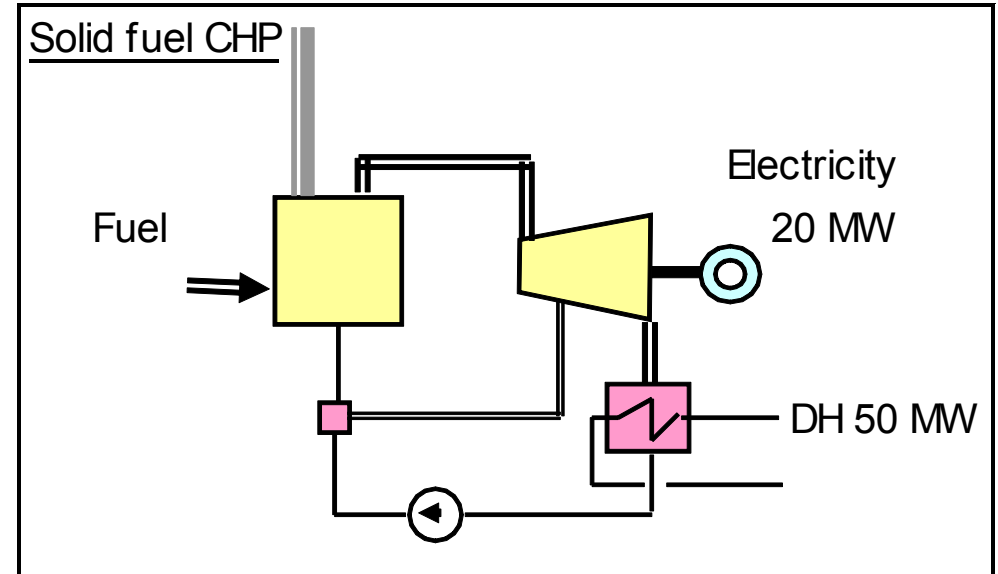 Solid fuel CHP
Electricity
Fuel
20 MW
DH 50 MW